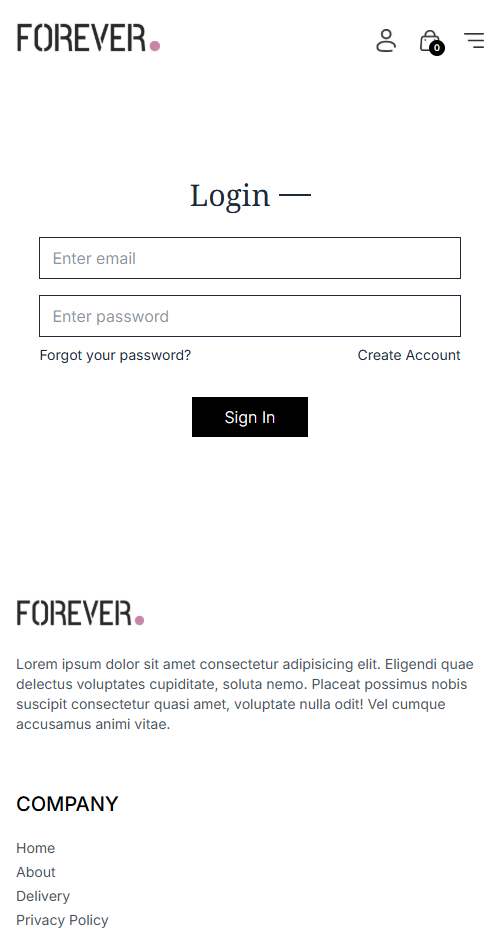 FOREVER.
0
Login
Enter email
Enter password
Forgot your password? Create Account
Sign In
FOREVER.
Lorem ipsum dolor sit amet consectetur adipisicing elit. Eligendi quae
delectus voluptates cupiditate, soluta nemo. Placeat possimus nobis
suscipit consectetur quasi amet, voluptate nulla odit! Vel cumque
accusamus animi vitae.
COMPANY
Home
About
Delivery
Privacy Policy